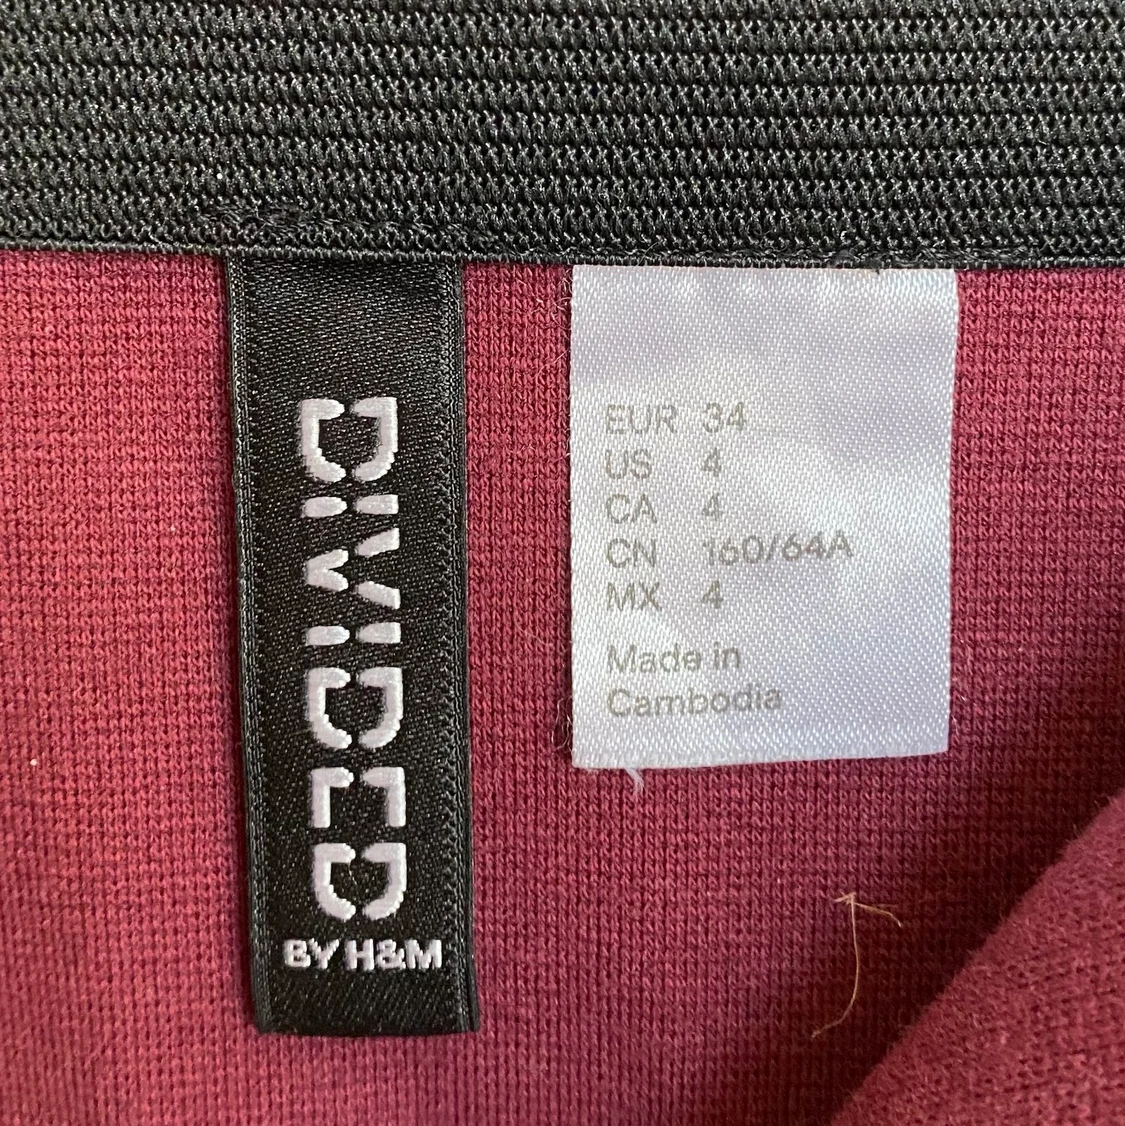 DIVIDED
BY H&M
EUR 34
US 4
CA 4
CN 160/64A
MX 4
Made in
Cambodia